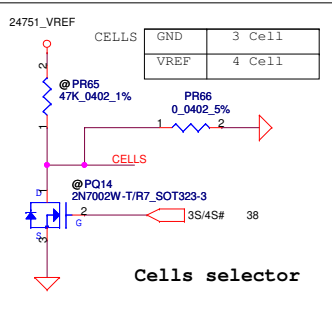 24751_VREF
CELLS GND 3 Cell
VREF 4 Cell
2
@PR65
47K_0402_1%
PR66
0_0402_5%
1 2
1
CELLS
@PQ14
2N7002W-T/R7_SOT323-3
D 1
2
G
S 3
3S/4S# 38
Cells selector